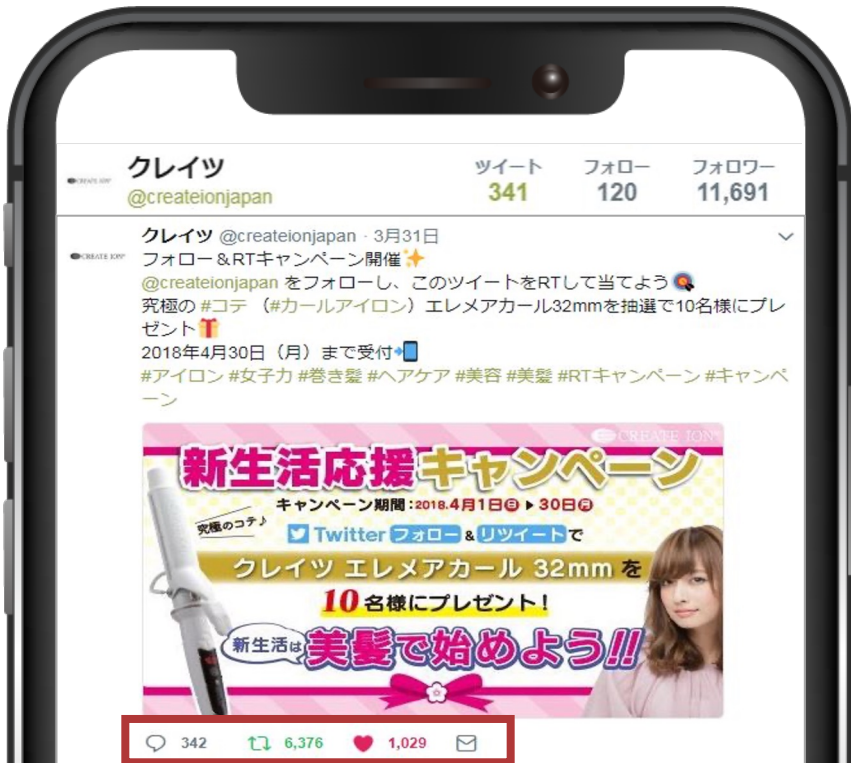 クレイツ
@createionjapan
ツイート
341
フォロー
120
フォロワー
11,691
CREATE ION
クレイツ @createionjapan · 3月31日
フォロー＆RTキャンペーン開催✨
@createionjapan をフォローし、このツイートをRTして当てよう🎯
究極の #コテ （#カールアイロン）エレメアカール32mmを抽選で10名様にプレ
ゼント🎁
2018年4月30日（月）まで受付📲
#アイロン #女子力 #巻き髪 #ヘアケア #美容 #美髪 #RTキャンペーン #キャンペ
ーン
CREATE ION
新生活応援キャンペーン
キャンペーン期間：2018.4月1日㊐▶30日㊊
究極のコテ♪
Twitter フォロー & リツイートで
クレイツ エレメアカール 32mm を
10名様にプレゼント！
新生活は美髪で始めよう!!
342 6,376 1,029